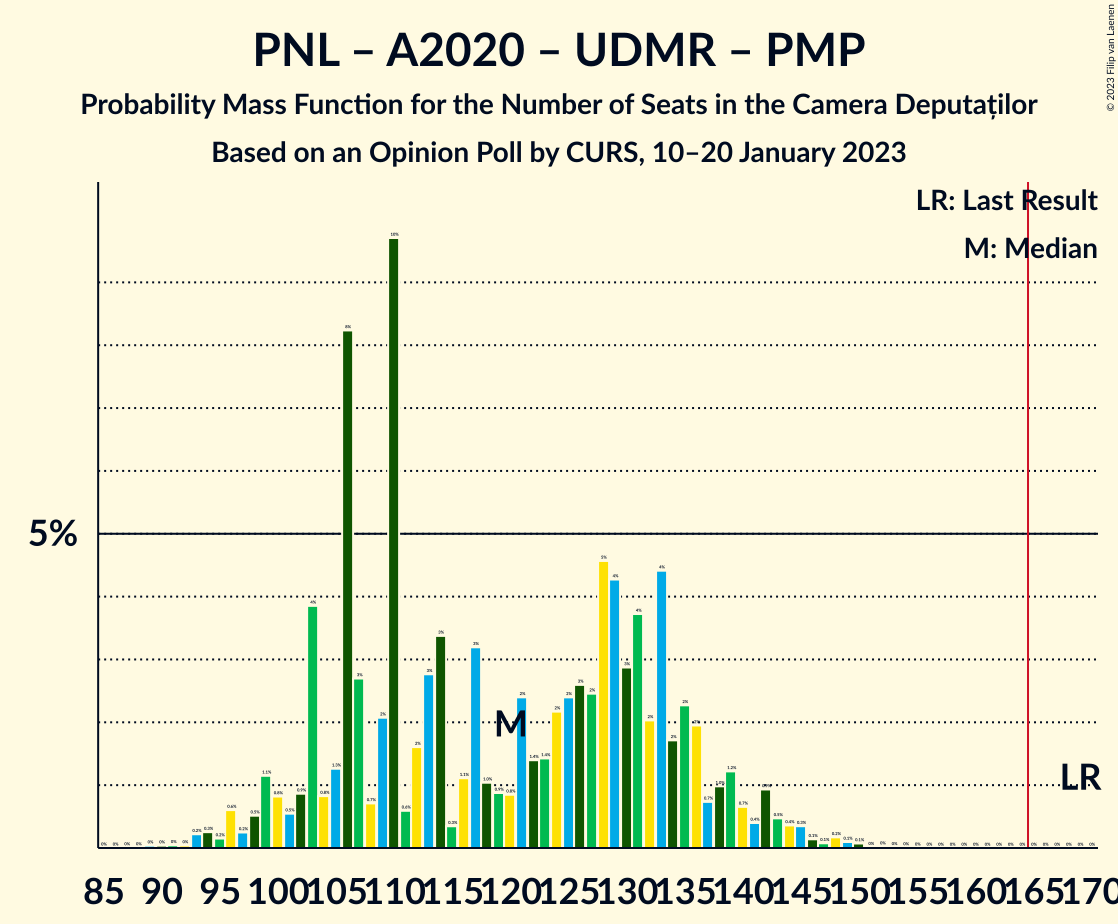 PNL – A2020 – UDMR – PMP
Probability Mass Function for the Number of Seats in the Camera Deputaților
Based on an Opinion Poll by CURS, 10–20 January 2023
© 2023 Filip van Laenen
LR: Last Result
M: Median
5%
M
LR
85 90 95 100 105 110 115 120 125 130 135 140 145 150 155 160 165 170